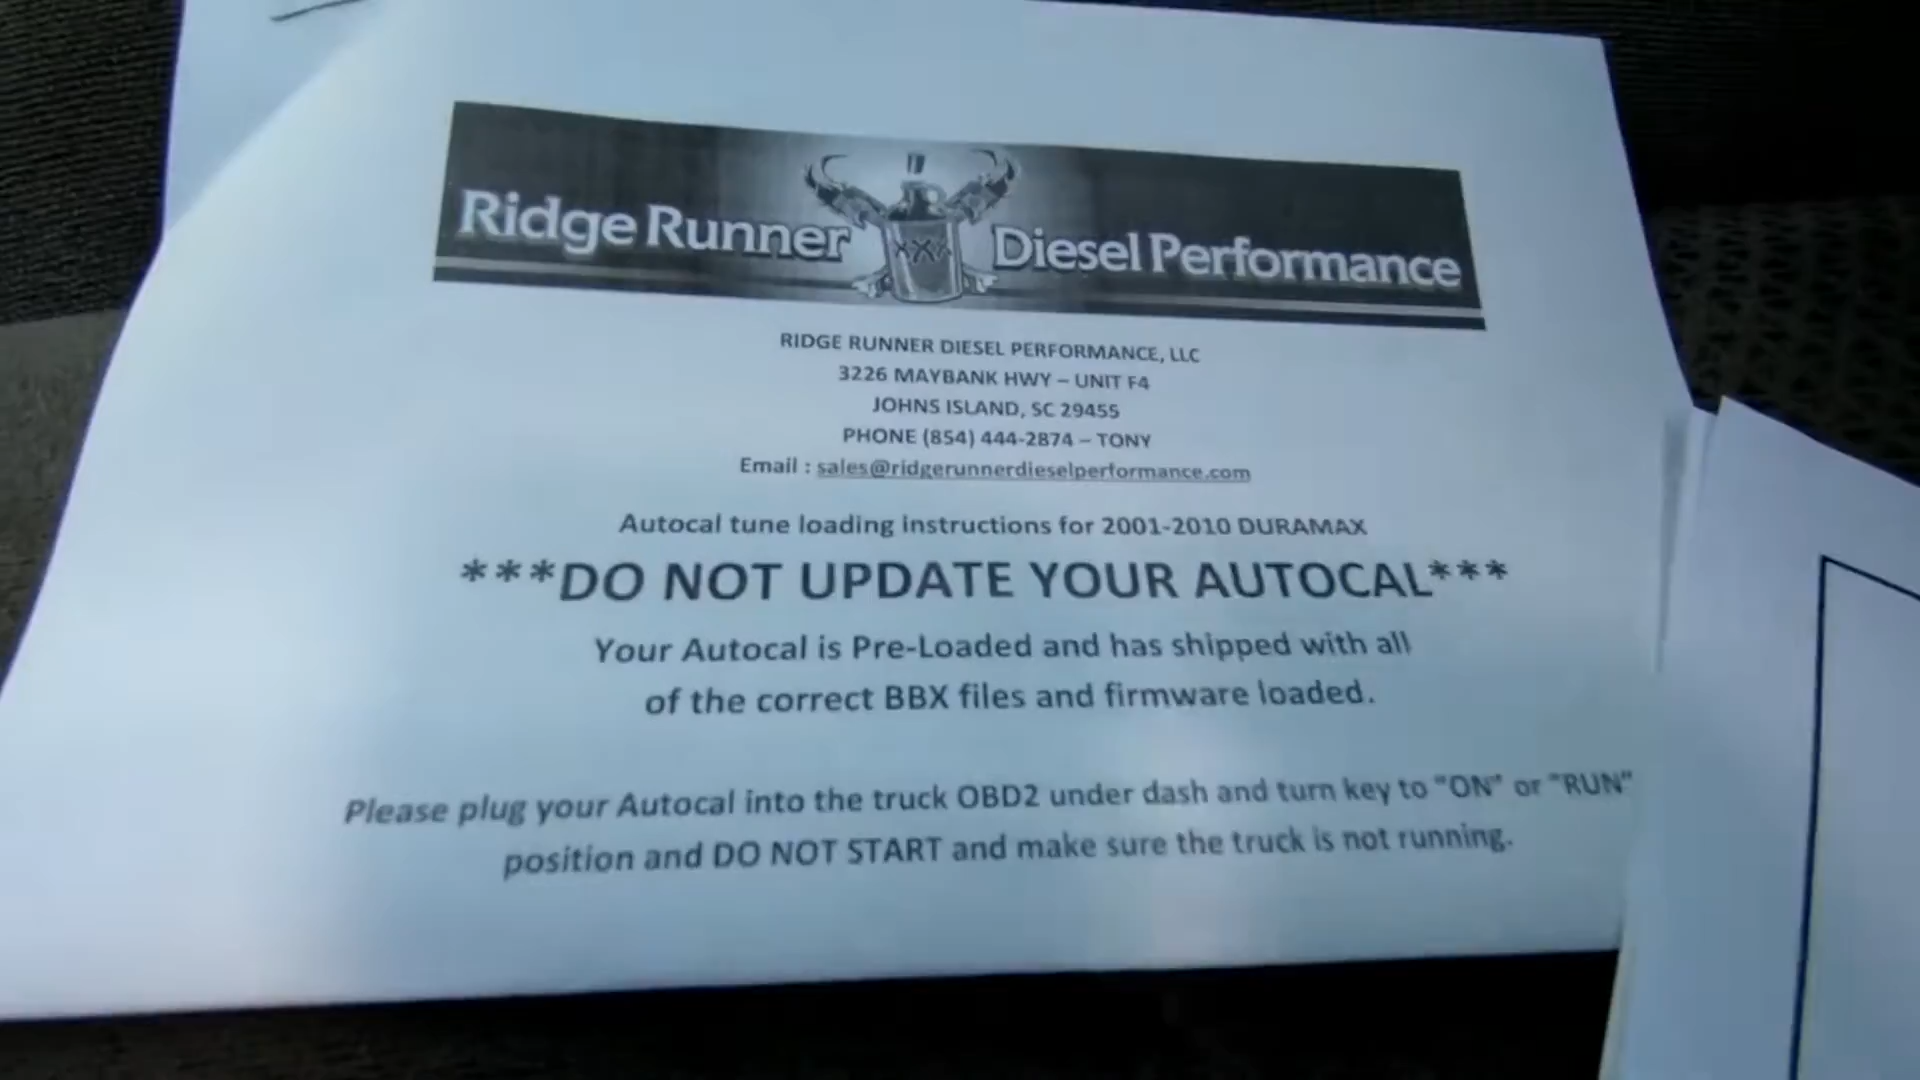 Ridge Runner XXX Diesel Performance
RIDGE RUNNER DIESEL PERFORMANCE, LLC
3226 MAYBANK HWY – UNIT F4
JOHNS ISLAND, SC 29455
PHONE (854) 444-2874 – TONY
Email : sales@ridgerunnerdieselperformance.com
Autocal tune loading instructions for 2001-2010 DURAMAX
***DO NOT UPDATE YOUR AUTOCAL***
Your Autocal is Pre-Loaded and has shipped with all
of the correct BBX files and firmware loaded.
Please plug your Autocal into the truck OBD2 under dash and turn key to "ON" or "RUN"
position and DO NOT START and make sure the truck is not running.